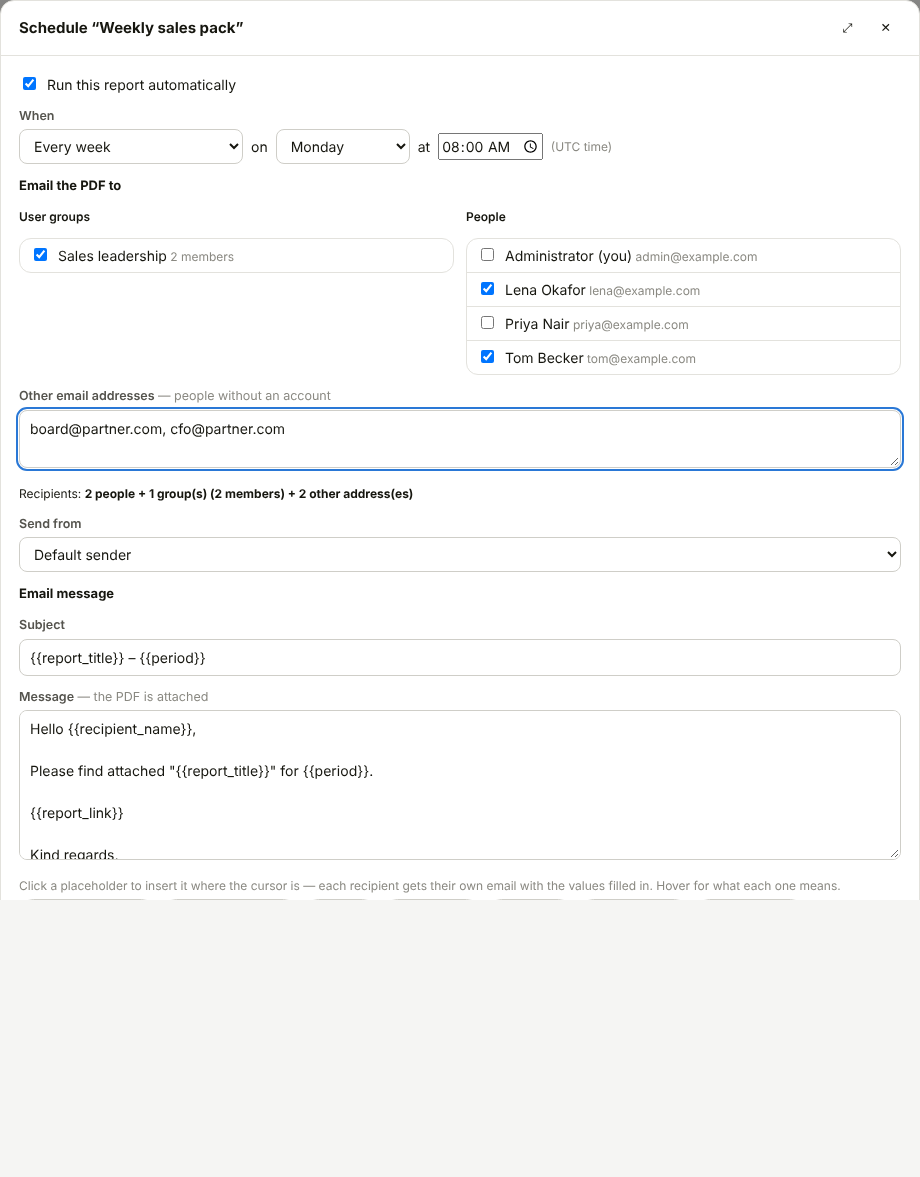 Schedule “Weekly sales pack”
Run this report automatically
When
Every week on Monday at 08:00 AM (UTC time)
Email the PDF to
User groups
Sales leadership 2 members
People
Administrator (you) admin@example.com
Lena Okafor lena@example.com
Priya Nair priya@example.com
Tom Becker tom@example.com
Other email addresses — people without an account
board@partner.com, cfo@partner.com
Recipients: 2 people + 1 group(s) (2 members) + 2 other address(es)
Send from
Default sender
Email message
Subject
{{report_title}} – {{period}}
Message — the PDF is attached
Hello {{recipient_name}},
Please find attached "{{report_title}}" for {{period}}.
{{report_link}}
Kind regards,
Click a placeholder to insert it where the cursor is — each recipient gets their own email with the values filled in. Hover for what each one means.